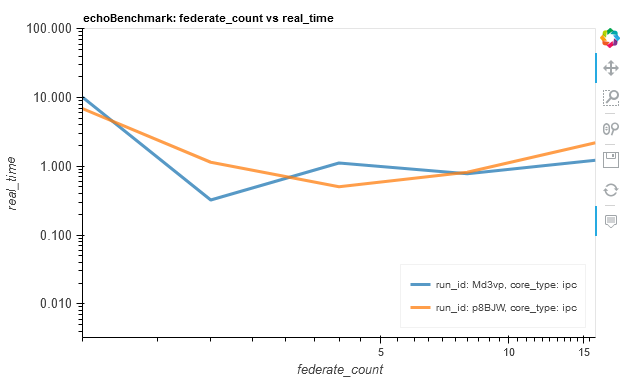 echoBenchmark: federate_count vs real_time
100.000
10.000
1.000
0.100
0.010
real_time
run_id: Md3vp, core_type: ipc
run_id: p8BJW, core_type: ipc
5
10
15
federate_count